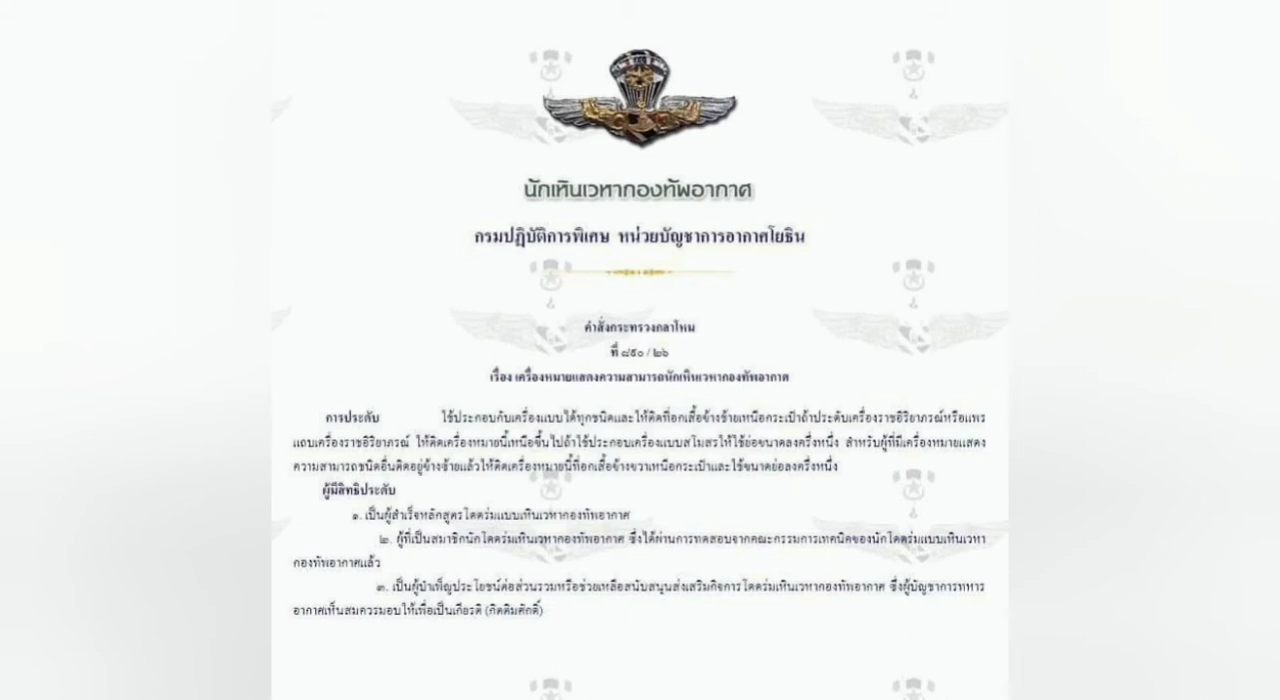 นักเหินเวหากองทัพอากาศ
กรมปฏิบัติการพิเศษ หน่วยบัญชาการอากาศโยธิน
คำสั่งกระทรวงกลาโหม
ที่ ๘๕๐ / ๒๖
เรื่อง เครื่องหมายแสดงความสามารถนักเหินเวหากองทัพอากาศ
การประดับ ใช้ประกอบกับเครื่องแบบได้ทุกชนิดและให้ติดที่อกเสื้อข้างซ้ายเหนือกระเป๋าถ้าประดับเครื่องราชอิริยาภรณ์หรือแพร
แถบเครื่องราชอิริยาภรณ์ ให้ติดเครื่องหมายนี้เหนือขึ้นไปถ้าใช้ประกอบเครื่องแบบสโมสรให้ใช้ย่อขนาดลงครึ่งหนึ่ง สำหรับผู้ที่มีเครื่องหมายแสดง
ความสามารถชนิดอื่นติดอยู่ข้างซ้ายแล้วให้ติดเครื่องหมายนี้ที่อกเสื้อข้างขวาเหนือกระเป๋าและใช้ขนาดย่อลงครึ่งหนึ่ง
ผู้มีสิทธิประดับ
๑. เป็นผู้สำเร็จหลักสูตรโดดร่มแบบเหินเวหากองทัพอากาศ
๒. ผู้ที่เป็นสมาชิกนักโดดร่มเหินเวหากองทัพอากาศ ซึ่งได้ผ่านการทดสอบจากคณะกรรมการเทคนิคของนักโดดร่มแบบเหินเวหา
กองทัพอากาศแล้ว
๓. เป็นผู้บำเพ็ญประโยชน์ต่อส่วนรวมหรือช่วยเหลือสนับสนุนส่งเสริมกิจการโดดร่มเหินเวหากองทัพอากาศ ซึ่งผู้บัญชาการทหาร
อากาศเห็นสมควรมอบให้เพื่อเป็นเกียรติ (กิตติมศักดิ์)